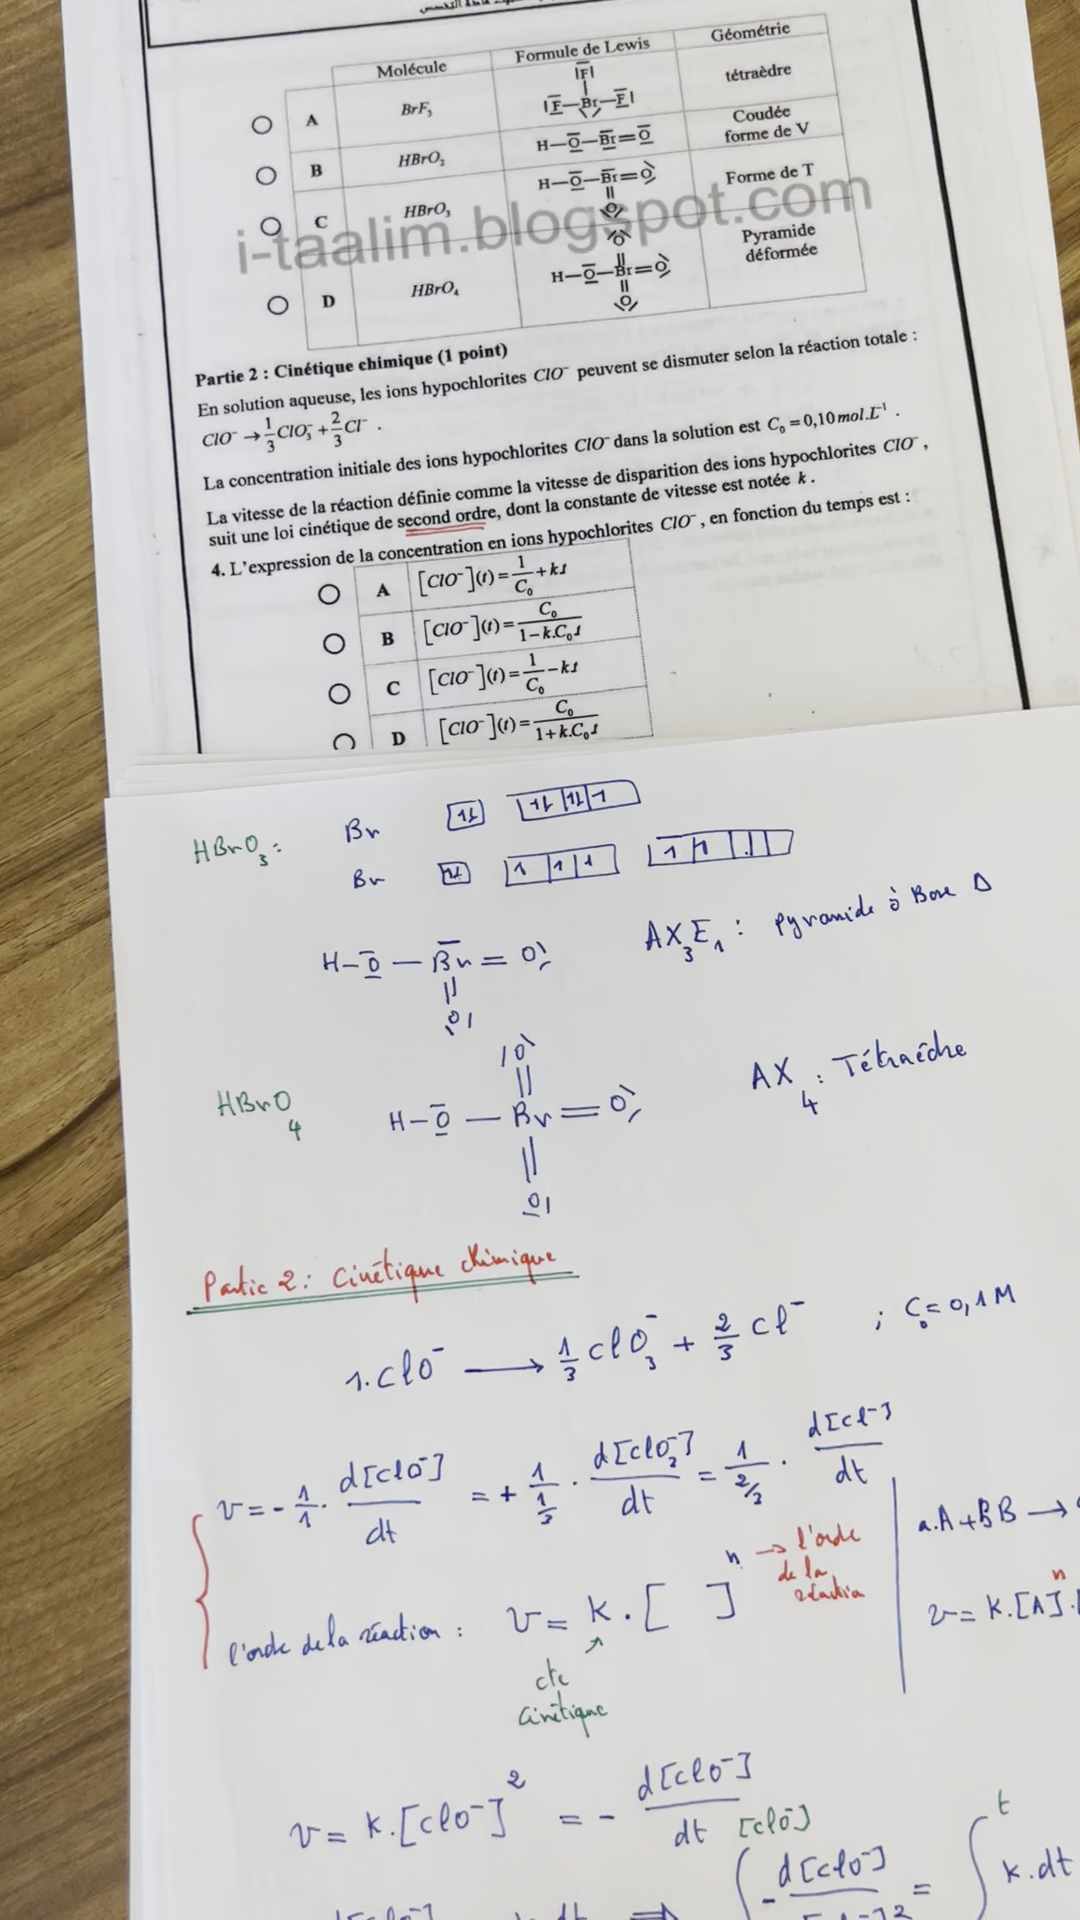 Molécule Formule de Lewis Géométrie
A BrF₃ |F̅| |F̅—Br—F̅| tétraèdre
B HBrO₂ H—O̅—B̅r=O̅ Coudée forme de V
C HBrO₃ H—O̅—B̅r=O Forme de T
O
i-taalim.blogspot.com
D HBrO₄ O H—O̅—Br=O Pyramide déformée
O
Partie 2 : Cinétique chimique (1 point)
En solution aqueuse, les ions hypochlorites ClO⁻ peuvent se dismuter selon la réaction totale :
ClO⁻ → 1/3 ClO₃⁻ + 2/3 Cl⁻ .
La concentration initiale des ions hypochlorites ClO⁻ dans la solution est C₀ = 0,10 mol.L⁻¹ .
La vitesse de la réaction définie comme la vitesse de disparition des ions hypochlorites ClO⁻ ,
suit une loi cinétique de second ordre, dont la constante de vitesse est notée k .
4. L'expression de la concentration en ions hypochlorites ClO⁻ , en fonction du temps est :
A [ClO⁻](t) = 1/C₀ + k.t
B [ClO⁻](t) = C₀/(1−k.C₀.t)
C [ClO⁻](t) = 1/C₀ − k.t
D [ClO⁻](t) = C₀/(1+k.C₀.t)
HBrO₃ : Br
Br
H—O̅—B̅r=O AX₃E₁ : Pyramide à Base Δ
O
O
HBrO₄ H—O̅—Br=O AX₄ : Tétraèdre
O
Partie 2 : Cinétique chimique
1.ClO⁻ → 1/3 ClO₃⁻ + 2/3 Cl⁻ ; C₀ = 0,1M
v = - 1/1 . d[ClO⁻]/dt = + 1/(1/3) . d[ClO₃⁻]/dt = 1/(2/3) . d[Cl⁻]/dt
a.A + B B →
l'orde de la réaction : v = k . [ ]ⁿ → l'orde de la réaction
v = K.[A]ⁿ .[
cte cinétique
v = k.[ClO⁻]² = - d[ClO⁻]/dt
[ClO⁻] t
∫ - d[ClO⁻] = ∫ k.dt